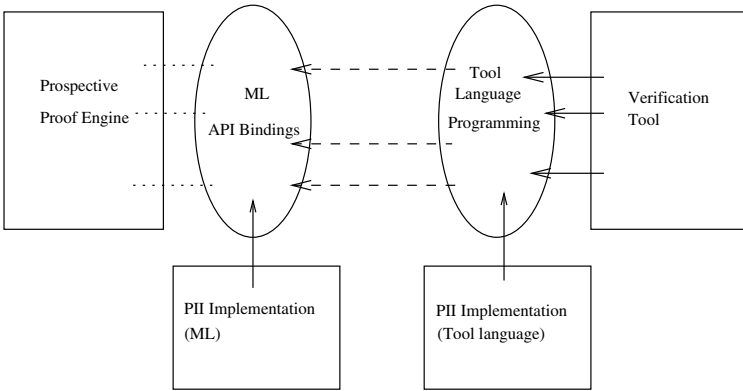 Prospective
Proof Engine
ML
API Bindings
Tool
Language
Programming
Verification
Tool
PII Implementation
(ML)
PII Implementation
(Tool language)